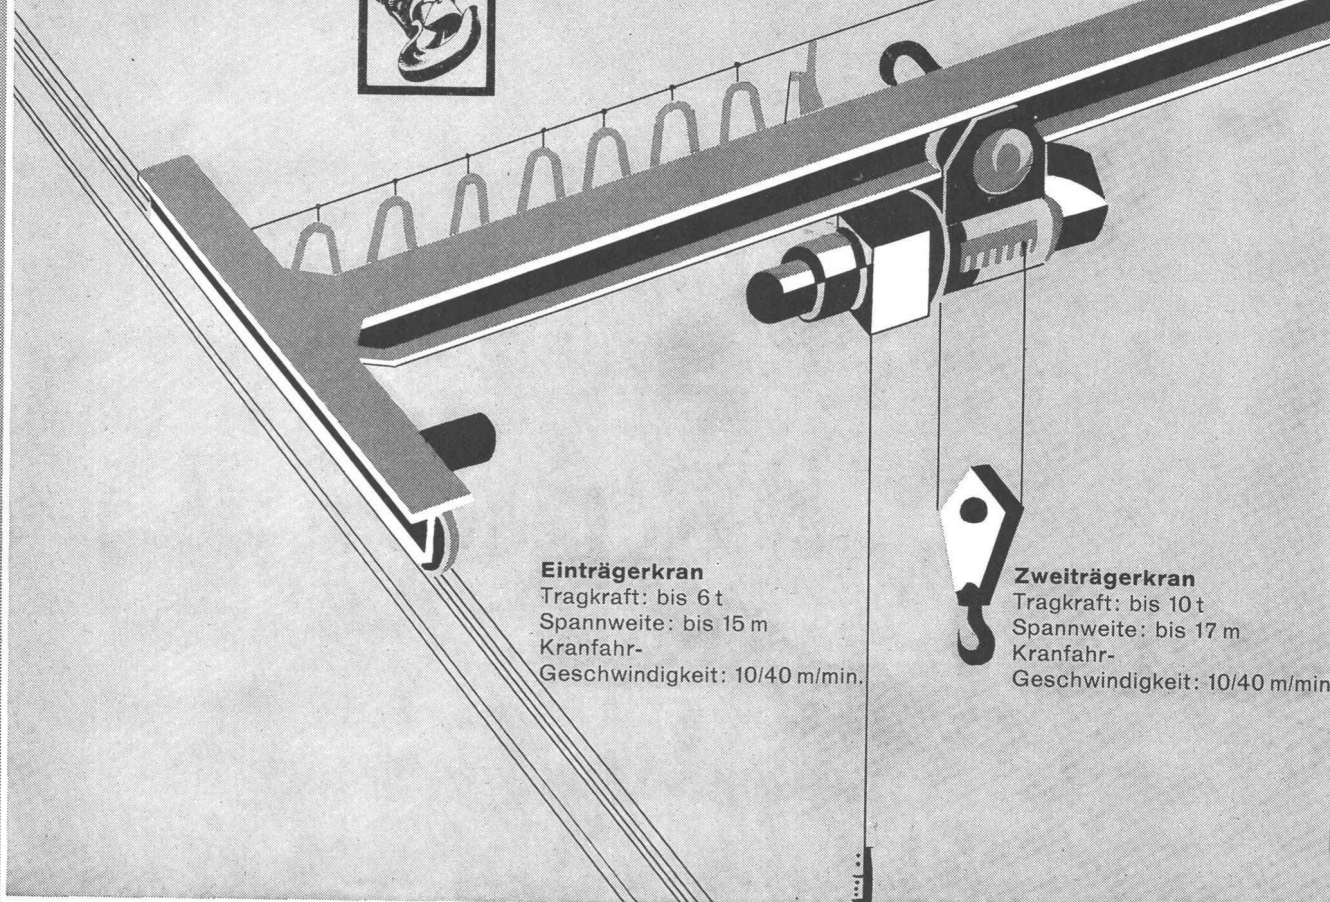 Einträgerkran
Tragkraft: bis 6 t
Spannweite: bis 15 m
Kranfahr-
Geschwindigkeit: 10/40 m/min.
Zweiträgerkran
Tragkraft: bis 10 t
Spannweite: bis 17 m
Kranfahr-
Geschwindigkeit: 10/40 m/min